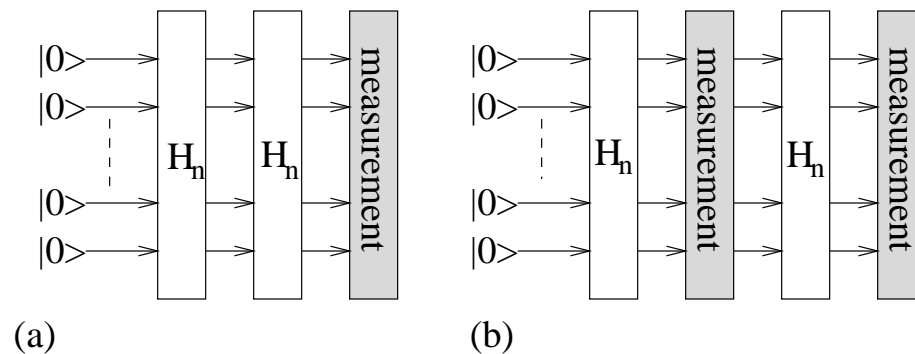 |0>
|0>
|0>
|0>
H_n
H_n
measurement
(a)
|0>
|0>
|0>
|0>
H_n
measurement
H_n
measurement
(b)